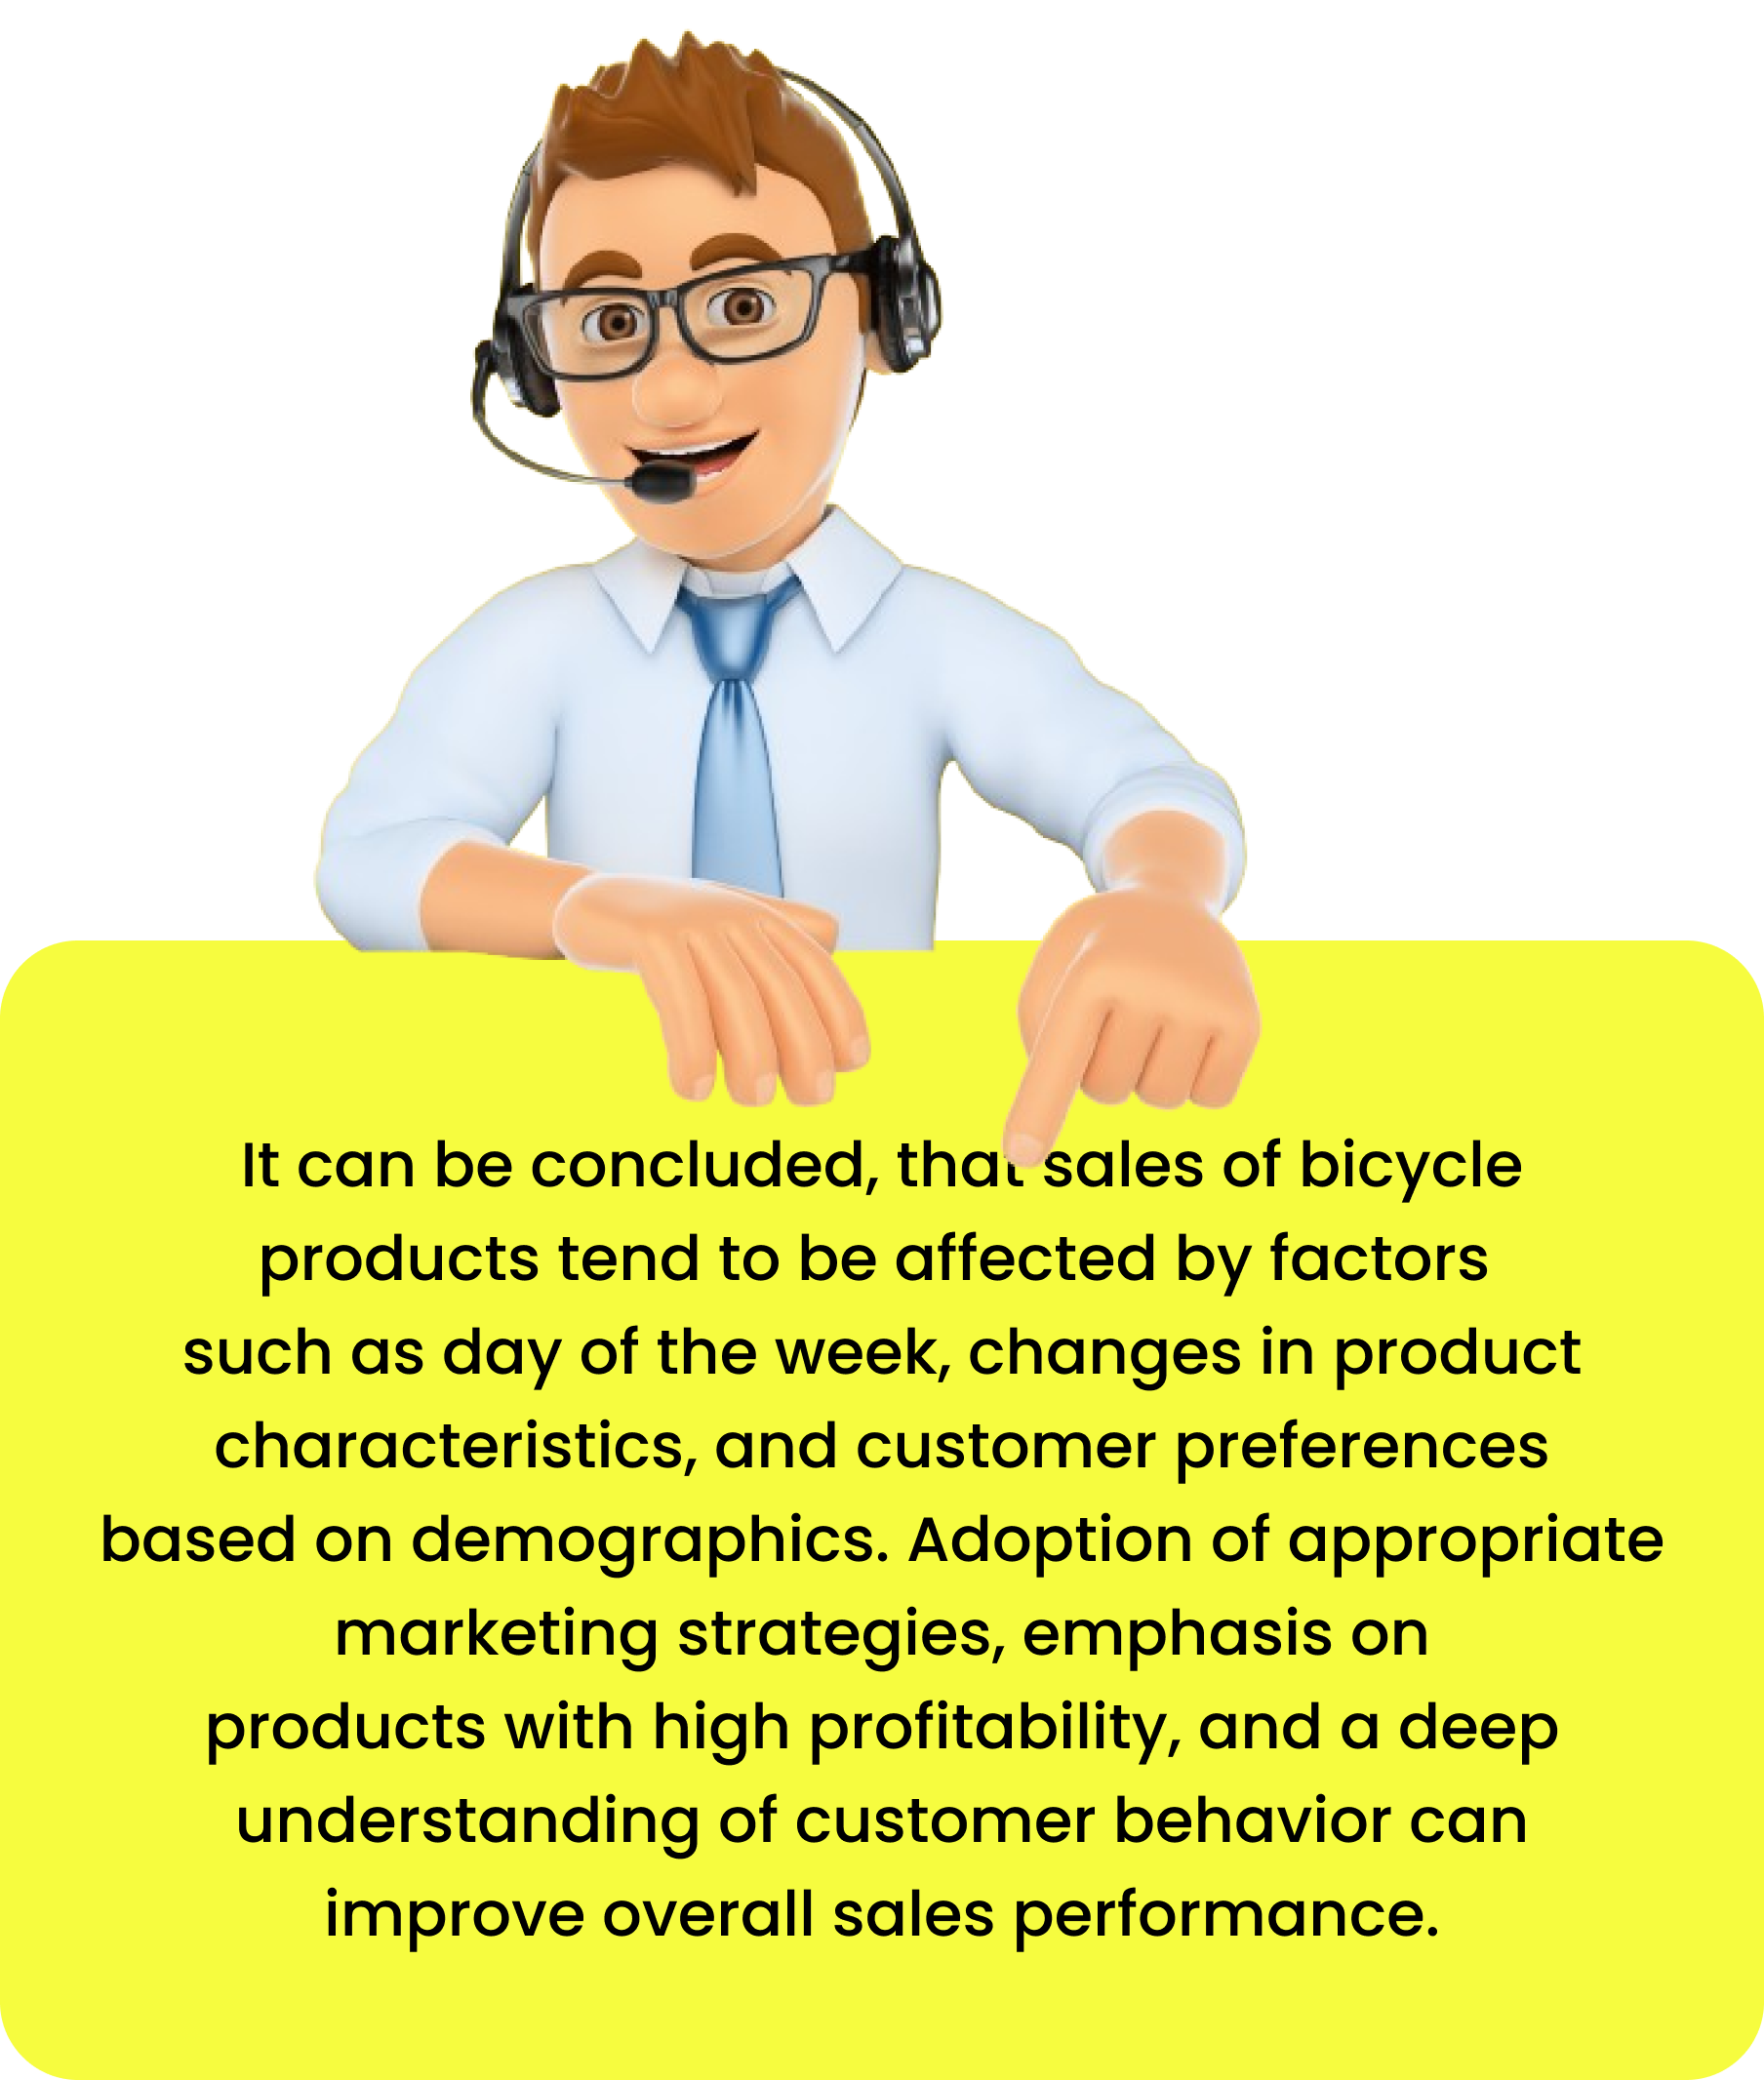 It can be concluded, that sales of bicycle
products tend to be affected by factors
such as day of the week, changes in product
characteristics, and customer preferences
based on demographics. Adoption of appropriate
marketing strategies, emphasis on
products with high profitability, and a deep
understanding of customer behavior can
improve overall sales performance.